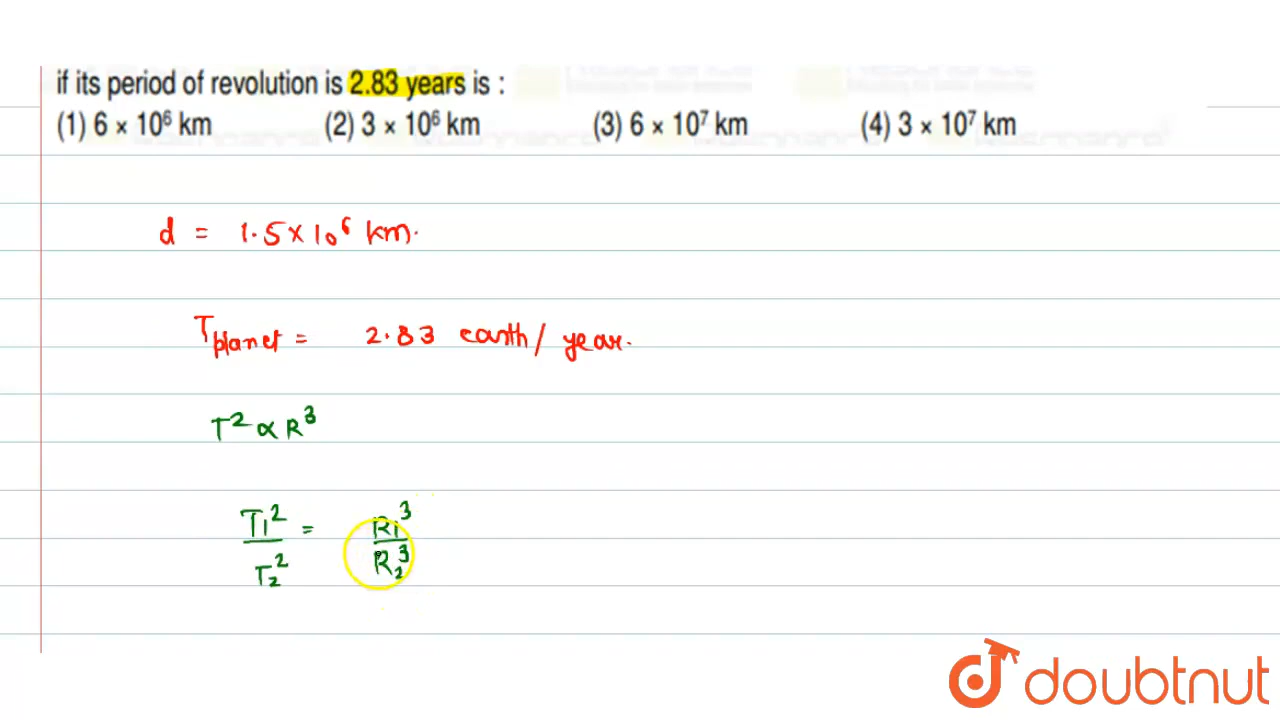 if its period of revolution is 2.83 years is :
(1) 6 × 10⁶ km (2) 3 × 10⁶ km (3) 6 × 10⁷ km (4) 3 × 10⁷ km
d = 1.5 × 10⁶ km.
T planet = 2.83 earth / year.
T² ∝ R³
T1²/T2² = R1³/R2³
doubtnut